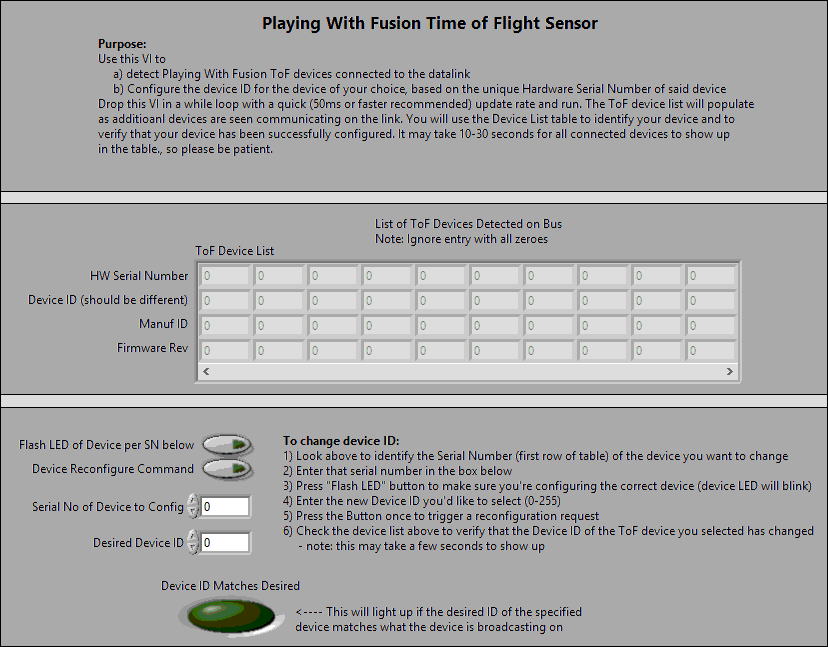 Playing With Fusion Time of Flight Sensor
Purpose:
Use this VI to
a) detect Playing With Fusion ToF devices connected to the datalink
b) Configure the device ID for the device of your choice, based on the unique Hardware Serial Number of said device
Drop this VI in a while loop with a quick (50ms or faster recommended) update rate and run. The ToF device list will populate
as additioanl devices are seen communicating on the link. You will use the Device List table to identify your device and to
verify that your device has been successfully configured. It may take 10-30 seconds for all connected devices to show up
in the table., so please be patient.
List of ToF Devices Detected on Bus
Note: Ignore entry with all zeroes
ToF Device List
HW Serial Number 0 0 0 0 0 0 0 0 0 0
Device ID (should be different) 0 0 0 0 0 0 0 0 0 0
Manuf ID 0 0 0 0 0 0 0 0 0 0
Firmware Rev 0 0 0 0 0 0 0 0 0 0
Flash LED of Device per SN below
Device Reconfigure Command
Serial No of Device to Config 0
Desired Device ID 0
To change device ID:
1) Look above to identify the Serial Number (first row of table) of the device you want to change
2) Enter that serial number in the box below
3) Press "Flash LED" button to make sure you're configuring the correct device (device LED will blink)
4) Enter the new Device ID you'd like to select (0-255)
5) Press the Button once to trigger a reconfiguration request
6) Check the device list above to verify that the Device ID of the ToF device you selected has changed
- note: this may take a few seconds to show up
Device ID Matches Desired
<---- This will light up if the desired ID of the specified
device matches what the device is broadcasting on